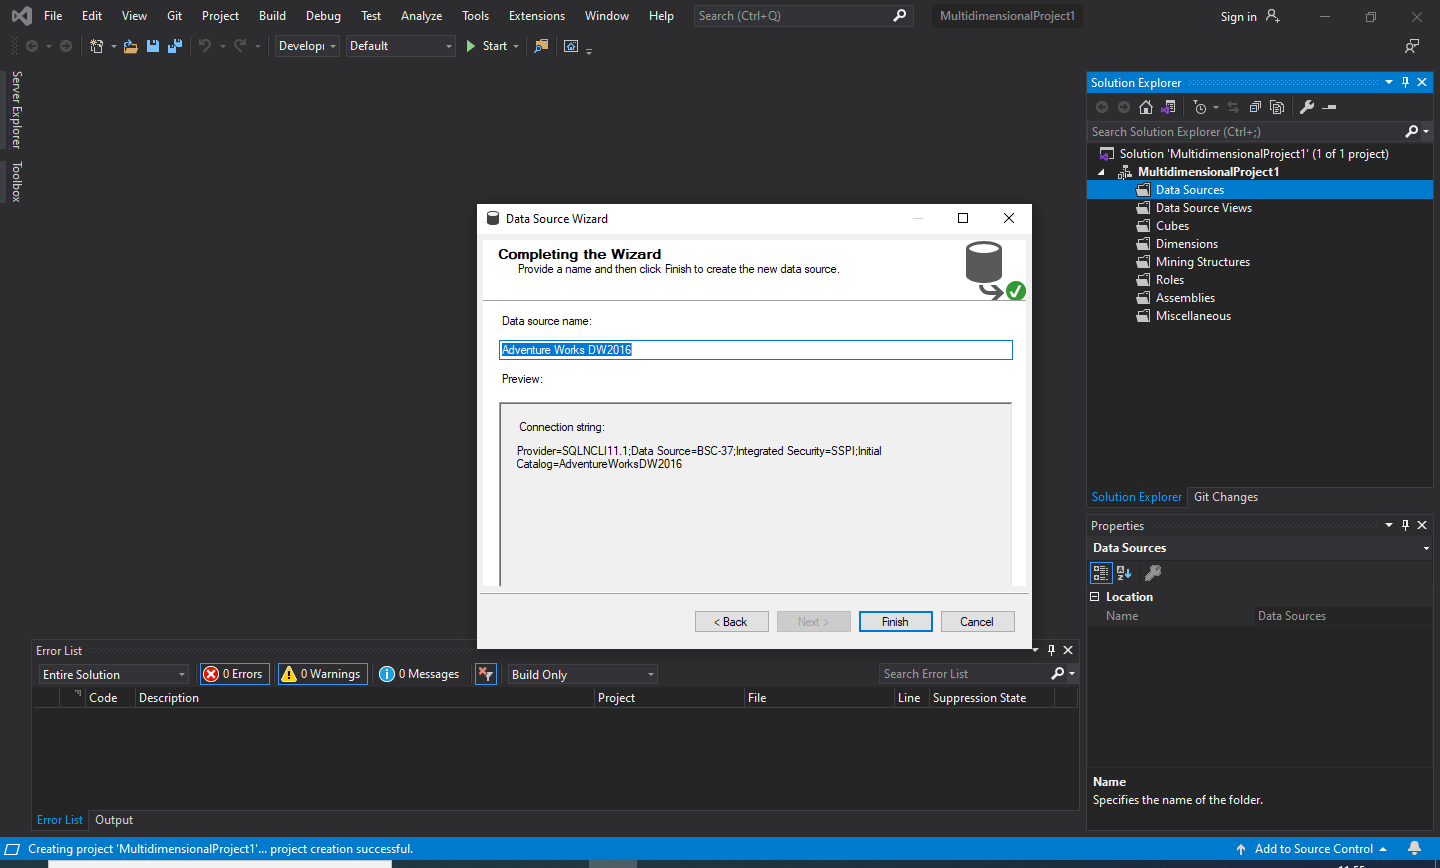 File Edit View Git Project Build Debug Test Analyze Tools Extensions Window Help Search (Ctrl+Q) MultidimensionalProject1 Sign in
Developı Default Start
Server Explorer
Toolbox
Solution Explorer
Search Solution Explorer (Ctrl+;)
Solution 'MultidimensionalProject1' (1 of 1 project)
MultidimensionalProject1
Data Sources
Data Source Views
Cubes
Dimensions
Mining Structures
Roles
Assemblies
Miscellaneous
Solution Explorer Git Changes
Data Source Wizard
Completing the Wizard
Provide a name and then click Finish to create the new data source.
Data source name:
Adventure Works DW2016
Preview:
Connection string:
Provider=SQLNCLI11.1;Data Source=BSC-37;Integrated Security=SSPI;Initial
Catalog=AdventureWorksDW2016
< Back Next > Finish Cancel
Properties
Data Sources
Location
Name Data Sources
Name
Specifies the name of the folder.
Error List
Entire Solution 0 Errors 0 Warnings 0 Messages Build Only Search Error List
Code Description Project File Line Suppression State
Error List Output
Creating project 'MultidimensionalProject1'... project creation successful. Add to Source Control